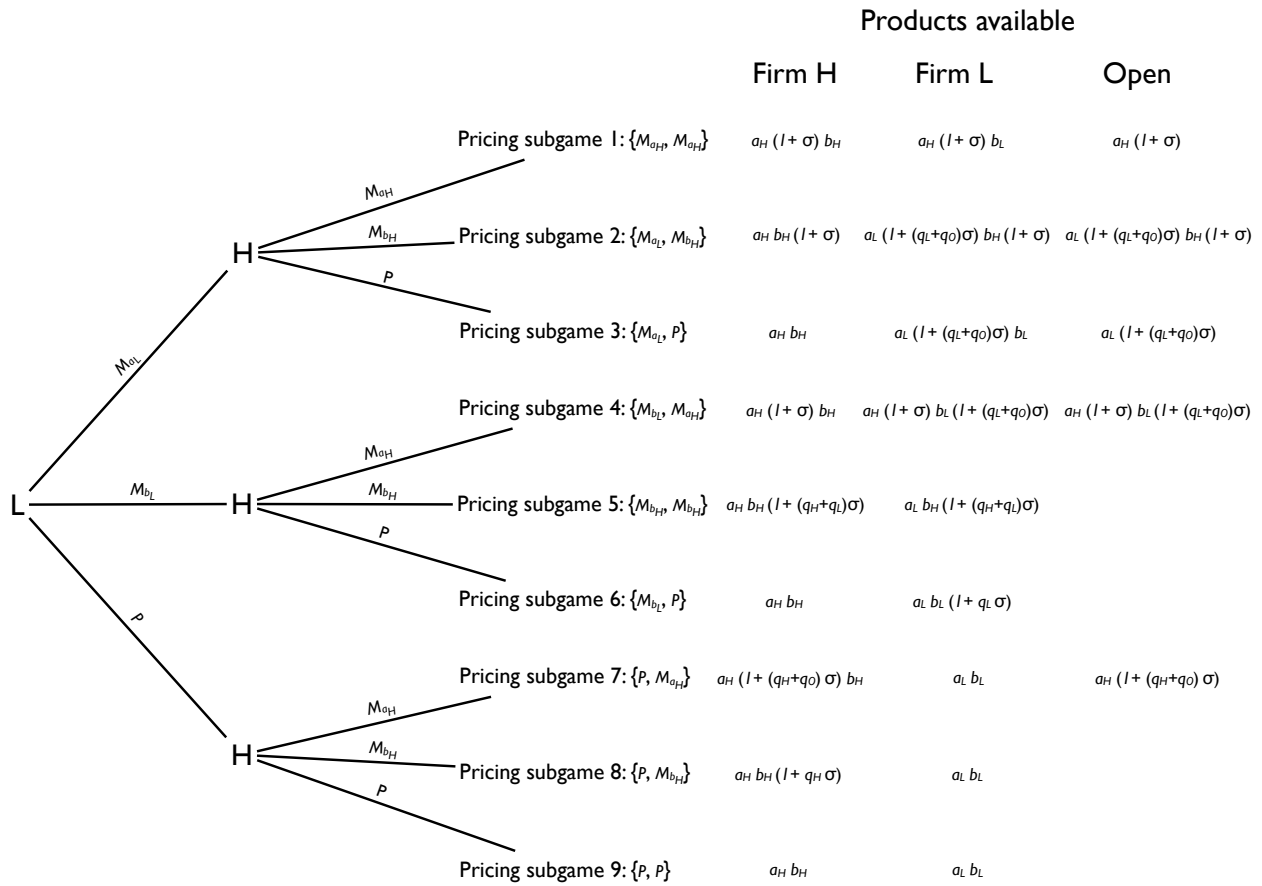 Products available
Firm H Firm L Open
Pricing subgame 1: {M_{a_H}, M_{a_H}} a_H (1 + σ) b_H a_H (1 + σ) b_L a_H (1 + σ)
M_{a_H}
M_{b_H}
H
Pricing subgame 2: {M_{a_L}, M_{b_H}} a_H b_H (1 + σ) a_L (1 + (q_L+q_O)σ) b_H (1 + σ) a_L (1 + (q_L+q_O)σ) b_H (1 + σ)
P
Pricing subgame 3: {M_{a_L}, P} a_H b_H a_L (1 + (q_L+q_O)σ) b_L a_L (1 + (q_L+q_O)σ)
M_{a_L}
Pricing subgame 4: {M_{b_L}, M_{a_H}} a_H (1 + σ) b_H a_H (1 + σ) b_L (1 + (q_L+q_O)σ) a_H (1 + σ) b_L (1 + (q_L+q_O)σ)
M_{a_H}
L M_{b_L} H M_{b_H} Pricing subgame 5: {M_{b_H}, M_{b_H}} a_H b_H (1 + (q_H+q_L)σ) a_L b_H (1 + (q_H+q_L)σ)
P
Pricing subgame 6: {M_{b_L}, P} a_H b_H a_L b_L (1 + q_L σ)
P
Pricing subgame 7: {P, M_{a_H}} a_H (1 + (q_H+q_O) σ) b_H a_L b_L a_H (1 + (q_H+q_O) σ)
M_{a_H}
M_{b_H}
H
Pricing subgame 8: {P, M_{b_H}} a_H b_H (1 + q_H σ) a_L b_L
P
Pricing subgame 9: {P, P} a_H b_H a_L b_L